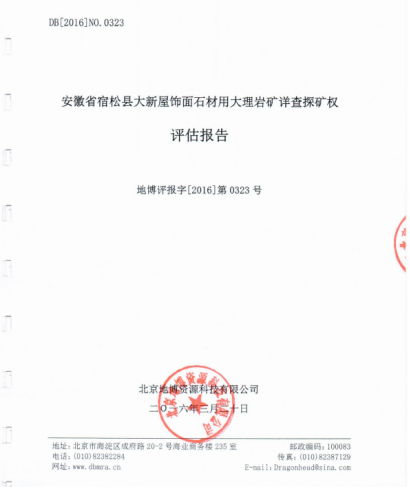 DB[2016]NO.0323
安徽省宿松县大新屋饰面石材用大理岩矿详查探矿权
评估报告
地博评报字[2016]第 0323 号
北京地博资源科技有限公司
二〇一六年三月二十日
地址:北京市海淀区成府路 20-2 号海业商务楼 235 室 邮政编码:100083
电话:(010)82382284 传真:(010)82387129
网址:www.dbmra.cn E-mail:Dragonhead@sina.com